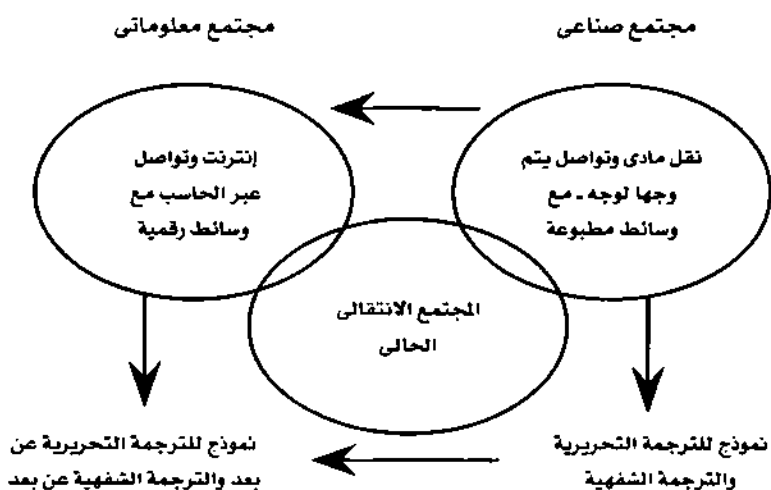 مجتمع صناعى
مجتمع معلوماتى
نقل مادى وتواصل يتم
وجها لوجه ـ مع
وسائط مطبوعة
إنترنت وتواصل
عبر الحاسب مع
وسائط رقمية
المجتمع الانتقالى
الحالى
نموذج للترجمة التحريرية
والترجمة الشفهية
نموذج للترجمة التحريرية عن
بعد والترجمة الشفهية عن بعد